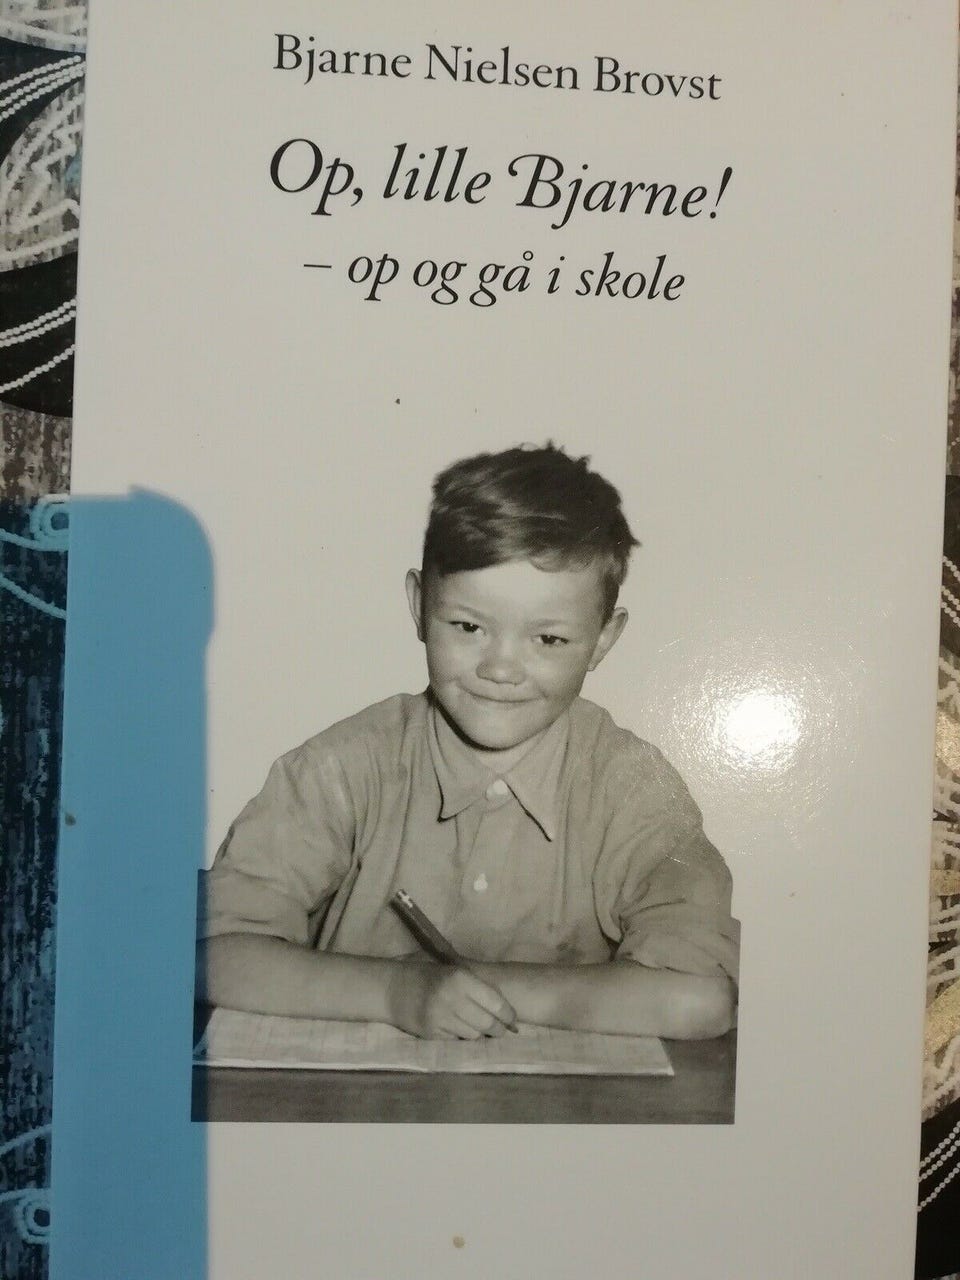 Bjarne Nielsen Brovst
Op, lille Bjarne!
– op og gå i skole